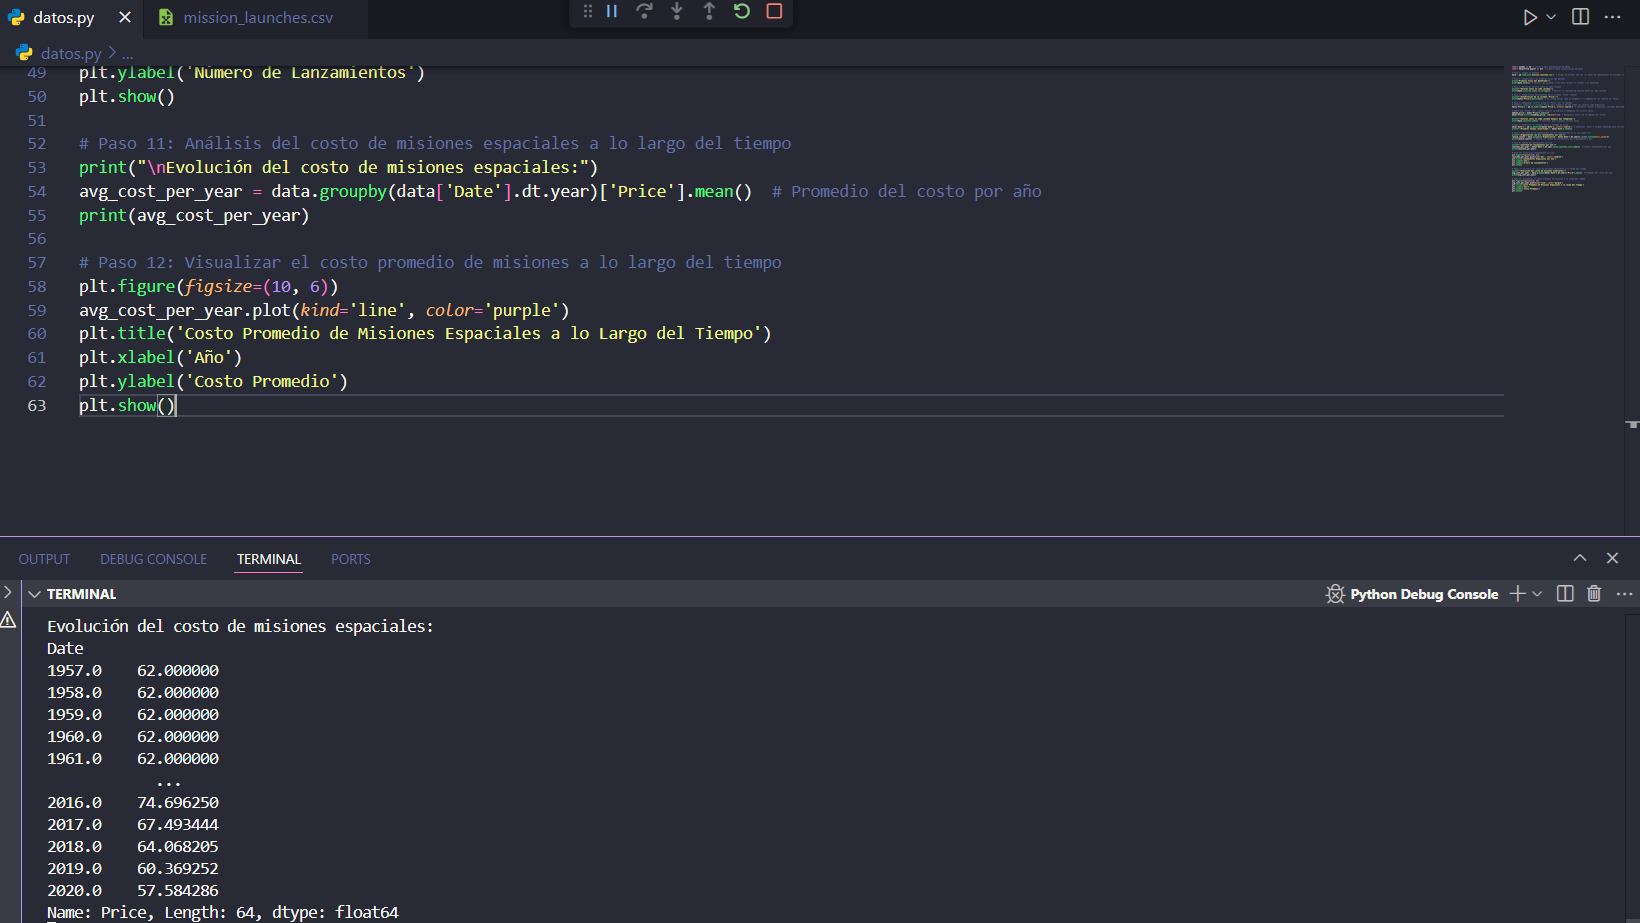 datos.py
mission_launches.csv
datos.py > ...
49 plt.ylabel('Número de Lanzamientos')
50 plt.show()
51
52 # Paso 11: Análisis del costo de misiones espaciales a lo largo del tiempo
53 print("\nEvolución del costo de misiones espaciales:")
54 avg_cost_per_year = data.groupby(data['Date'].dt.year)['Price'].mean()  # Promedio del costo por año
55 print(avg_cost_per_year)
56
57 # Paso 12: Visualizar el costo promedio de misiones a lo largo del tiempo
58 plt.figure(figsize=(10, 6))
59 avg_cost_per_year.plot(kind='line', color='purple')
60 plt.title('Costo Promedio de Misiones Espaciales a lo Largo del Tiempo')
61 plt.xlabel('Año')
62 plt.ylabel('Costo Promedio')
63 plt.show()
OUTPUT DEBUG CONSOLE TERMINAL PORTS
TERMINAL
Python Debug Console
Evolución del costo de misiones espaciales:
Date
1957.0    62.000000
1958.0    62.000000
1959.0    62.000000
1960.0    62.000000
1961.0    62.000000
...
2016.0    74.696250
2017.0    67.493444
2018.0    64.068205
2019.0    60.369252
2020.0    57.584286
Name: Price, Length: 64, dtype: float64